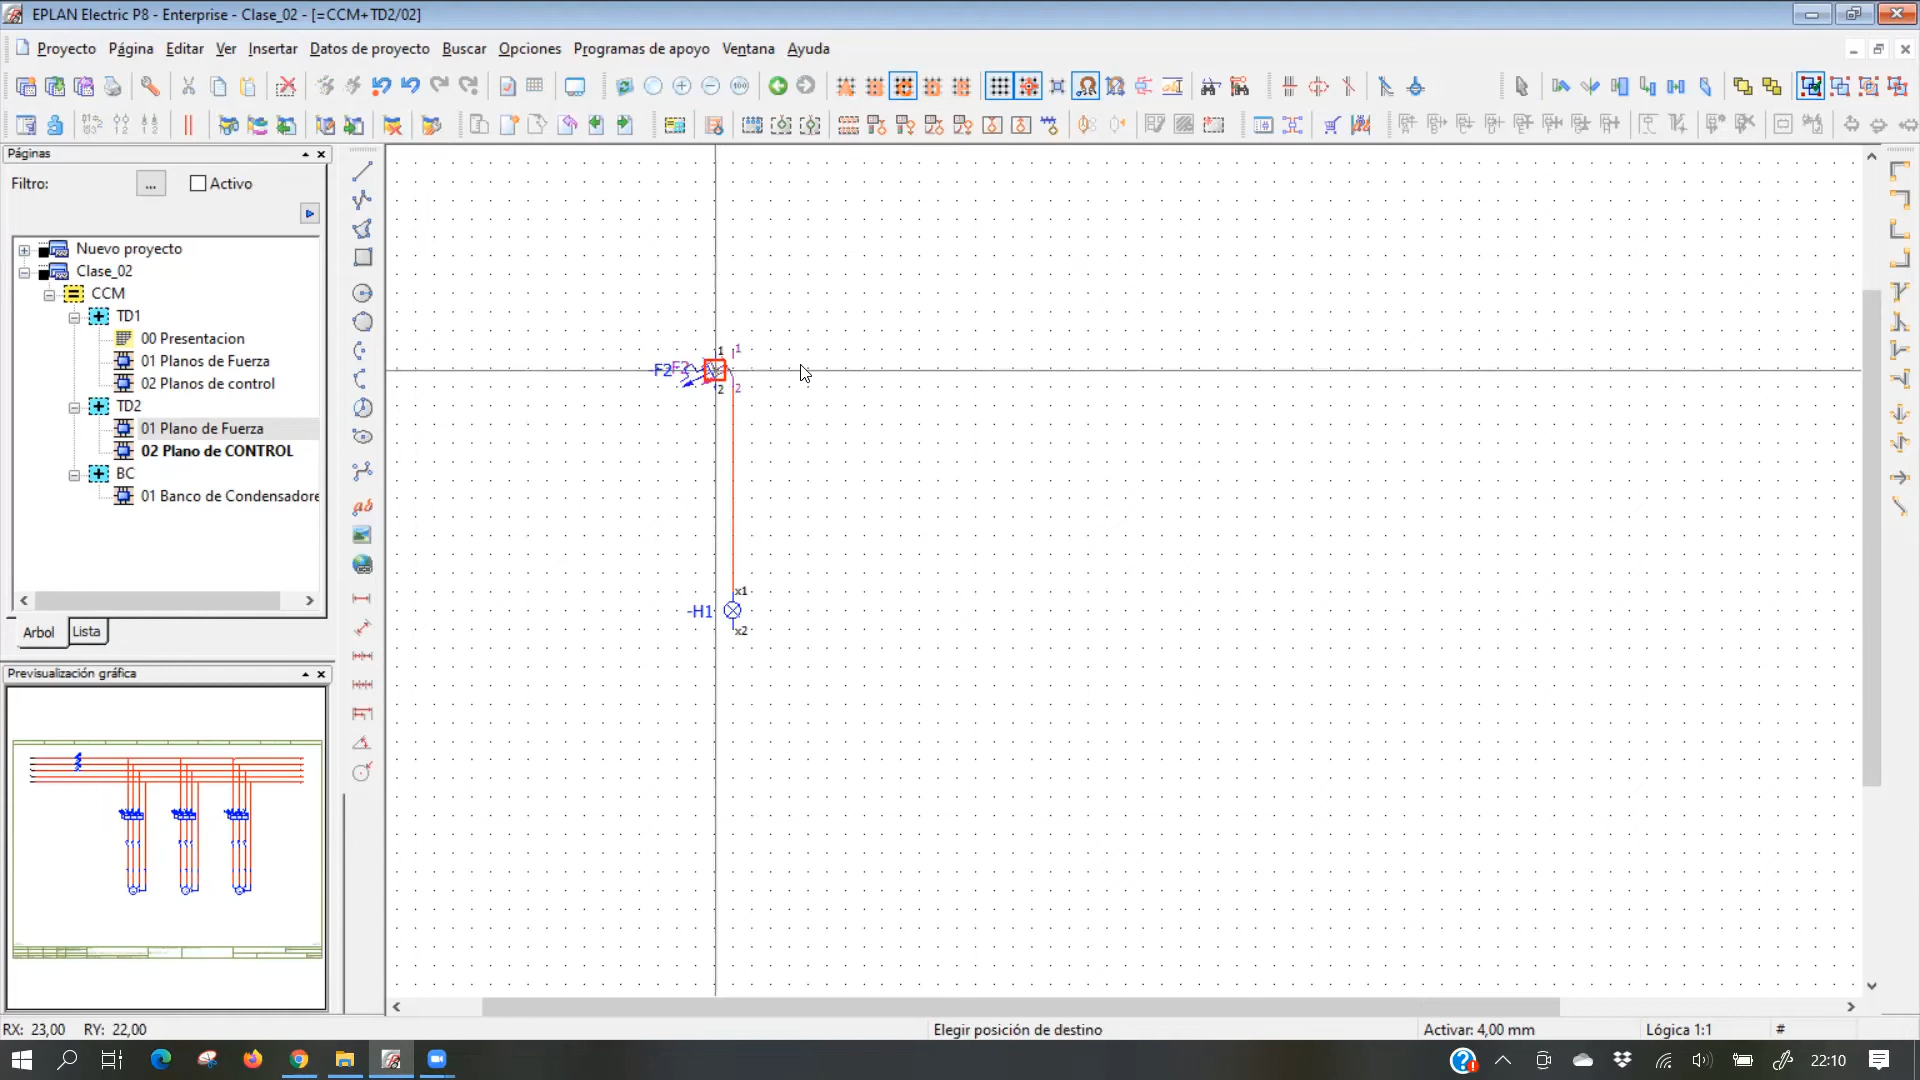 EPLAN Electric P8 - Enterprise - Clase_02 - [=CCM+TD2/02]
Proyecto Página Editar Ver Insertar Datos de proyecto Buscar Opciones Programas de apoyo Ventana Ayuda
100
Páginas
Filtro: ... Activo
Nuevo proyecto
Clase_02
CCM
TD1
00 Presentacion
01 Planos de Fuerza
02 Planos de control
TD2
01 Plano de Fuerza
02 Plano de CONTROL
BC
01 Banco de Condensadore
Arbol Lista
Previsualización gráfica
ab
1 1
2 2
x1
-H1
x2
RX: 23,00 RY: 22,00 Elegir posición de destino Activar: 4,00 mm Lógica 1:1 #
22:10